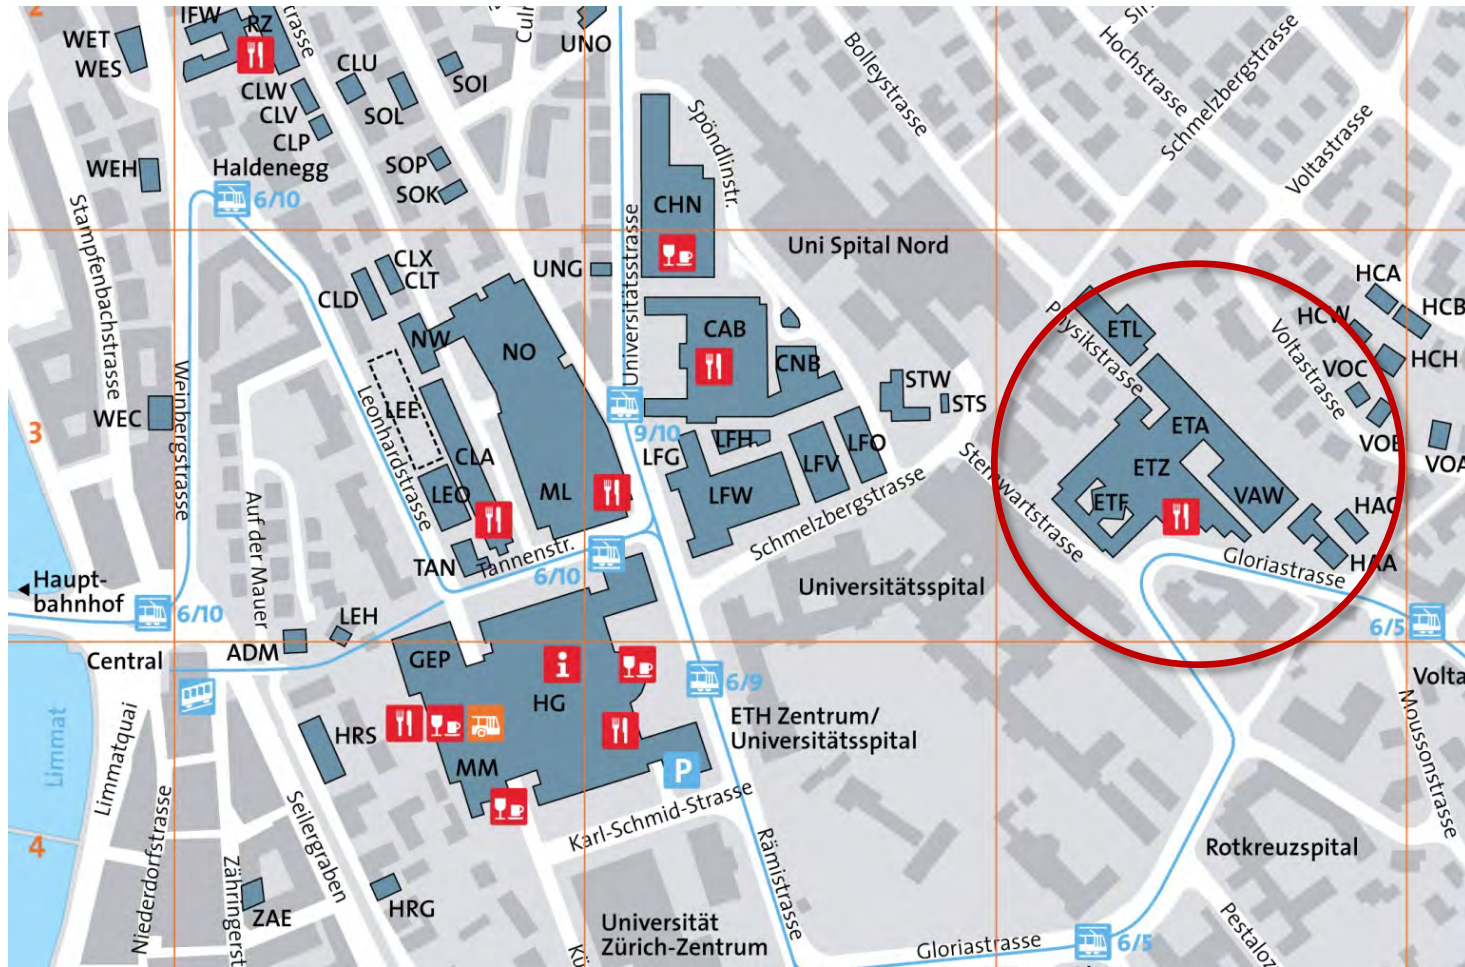 2
IFW
RZ
strasse
WET
WES
CLU
SOI
UNO
CLW
CLV
SOL
CLP
Haldenegg
6/10
WEH
SOP
SOK
Stampfenbachstrasse
Bolleystrasse
Hochstrasse
Schmelzbergstrasse
Voltastrasse
Spöndlinstr.
CHN
Uni Spital Nord
Universitätsstrasse
UNG
CLX
CLT
CLD
NW
NO
CAB
CNB
STW
STS
HCA
HCB
HCW
HCH
VOC
VOB
VOA
ETL
Physikstrasse
Voltastrasse
ETA
ETZ
ETF
VAW
HAC
HAA
3
WEC
Weinbergstrasse
LEE
Leonhardstrasse
CLA
LEO
ML
9/10
LFG
LFH
LFV
LFO
LFW
Sternwartstrasse
Schmelzbergstrasse
Auf der Mauer
TAN
Tannenstr.
6/10
Gloriastrasse
Universitätsspital
Haupt-
bahnhof
6/10
LEH
ADM
Central
6/5
GEP
HG
6/9
Volta
ETH Zentrum/
Universitätsspital
HRS
MM
P
Limmat
Limmatquai
Niederdorfstrasse
Seilergraben
Karl-Schmid-Strasse
Moussonstrasse
Rämistrasse
4
Rotkreuzspital
Zähringerst
ZAE
HRG
Universität
Zürich-Zentrum
Kü
Gloriastrasse
6/5
Pestaloz